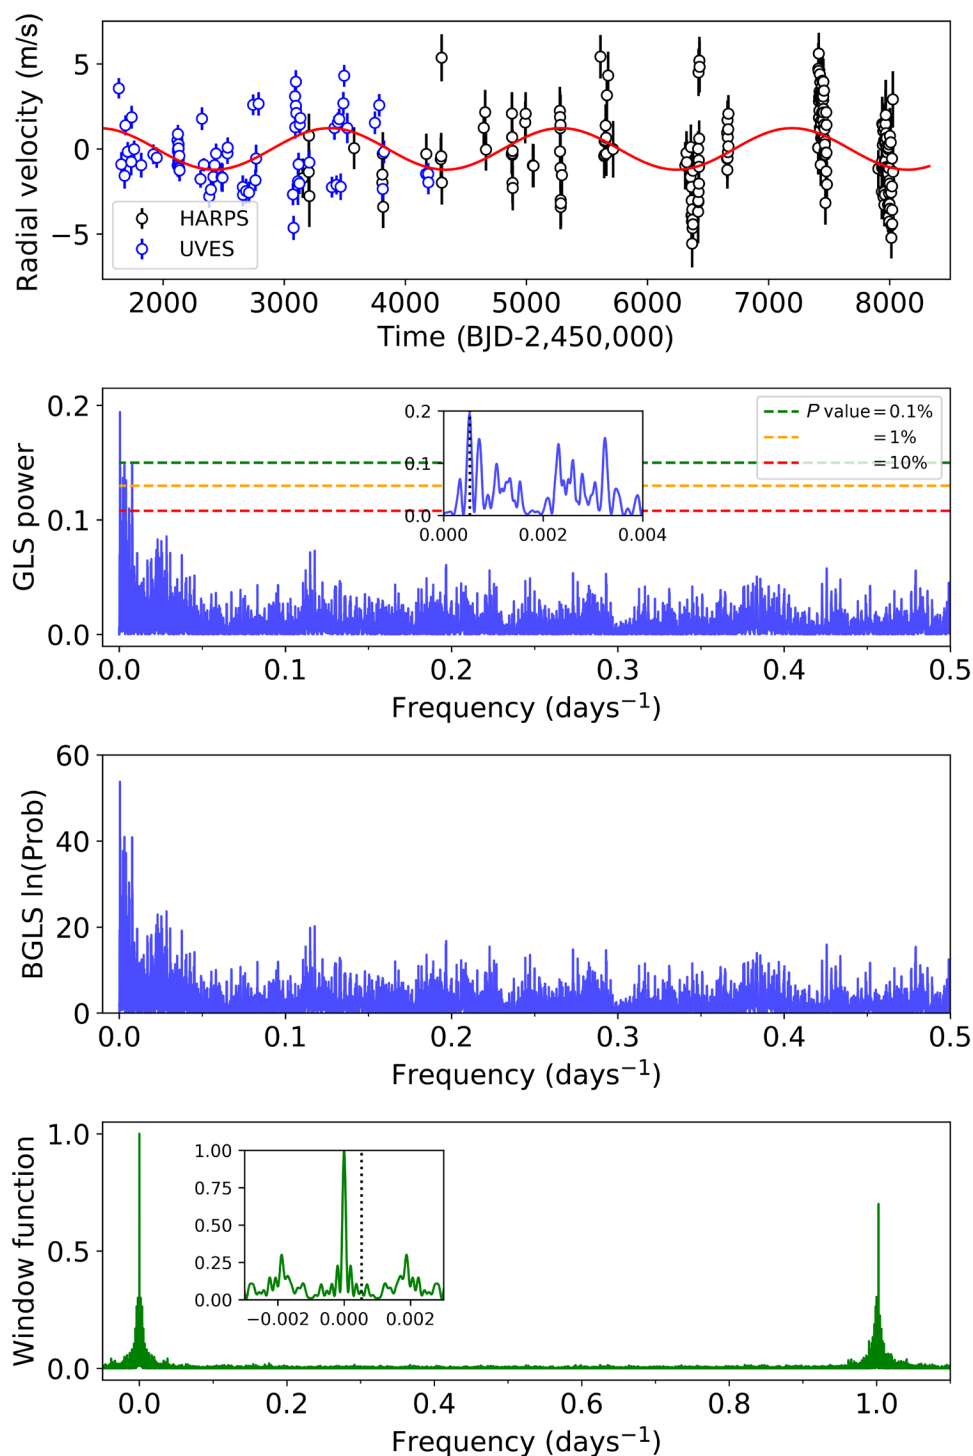 Radial velocity (m/s)
5
0
−5
HARPS
UVES
2000 3000 4000 5000 6000 7000 8000
Time (BJD-2,450,000)
GLS power
0.2
0.1
0.0
0.2
0.1
0.0
0.000 0.002 0.004
P value = 0.1%
= 1%
= 10%
0.0 0.1 0.2 0.3 0.4 0.5
Frequency (days⁻¹)
BGLS ln(Prob)
60
40
20
0
0.0 0.1 0.2 0.3 0.4 0.5
Frequency (days⁻¹)
Window function
1.0
0.5
0.0
1.00
0.75
0.50
0.25
0.00
−0.002 0.000 0.002
0.0 0.2 0.4 0.6 0.8 1.0
Frequency (days⁻¹)